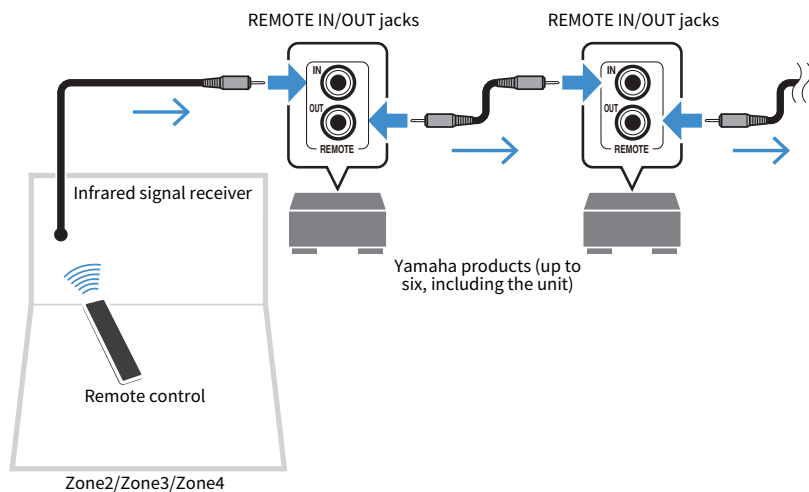 REMOTE IN/OUT jacks
REMOTE IN/OUT jacks
IN
OUT
REMOTE
IN
OUT
REMOTE
Infrared signal receiver
Yamaha products (up to
six, including the unit)
Remote control
Zone2/Zone3/Zone4